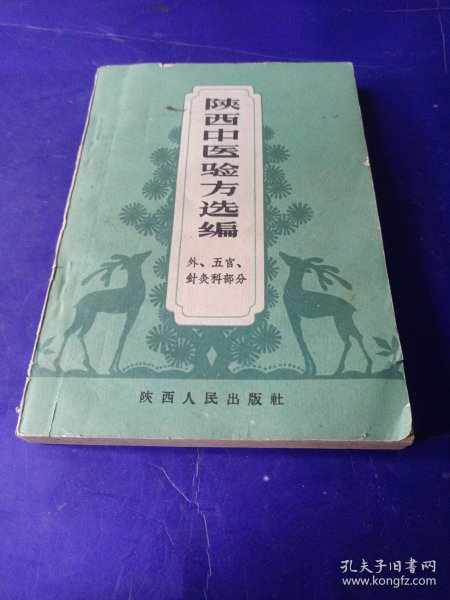 陕西中医验方选编
外、五官、
針灸科部分
陕西人民出版社
孔夫子旧书网
www.kongfz.com